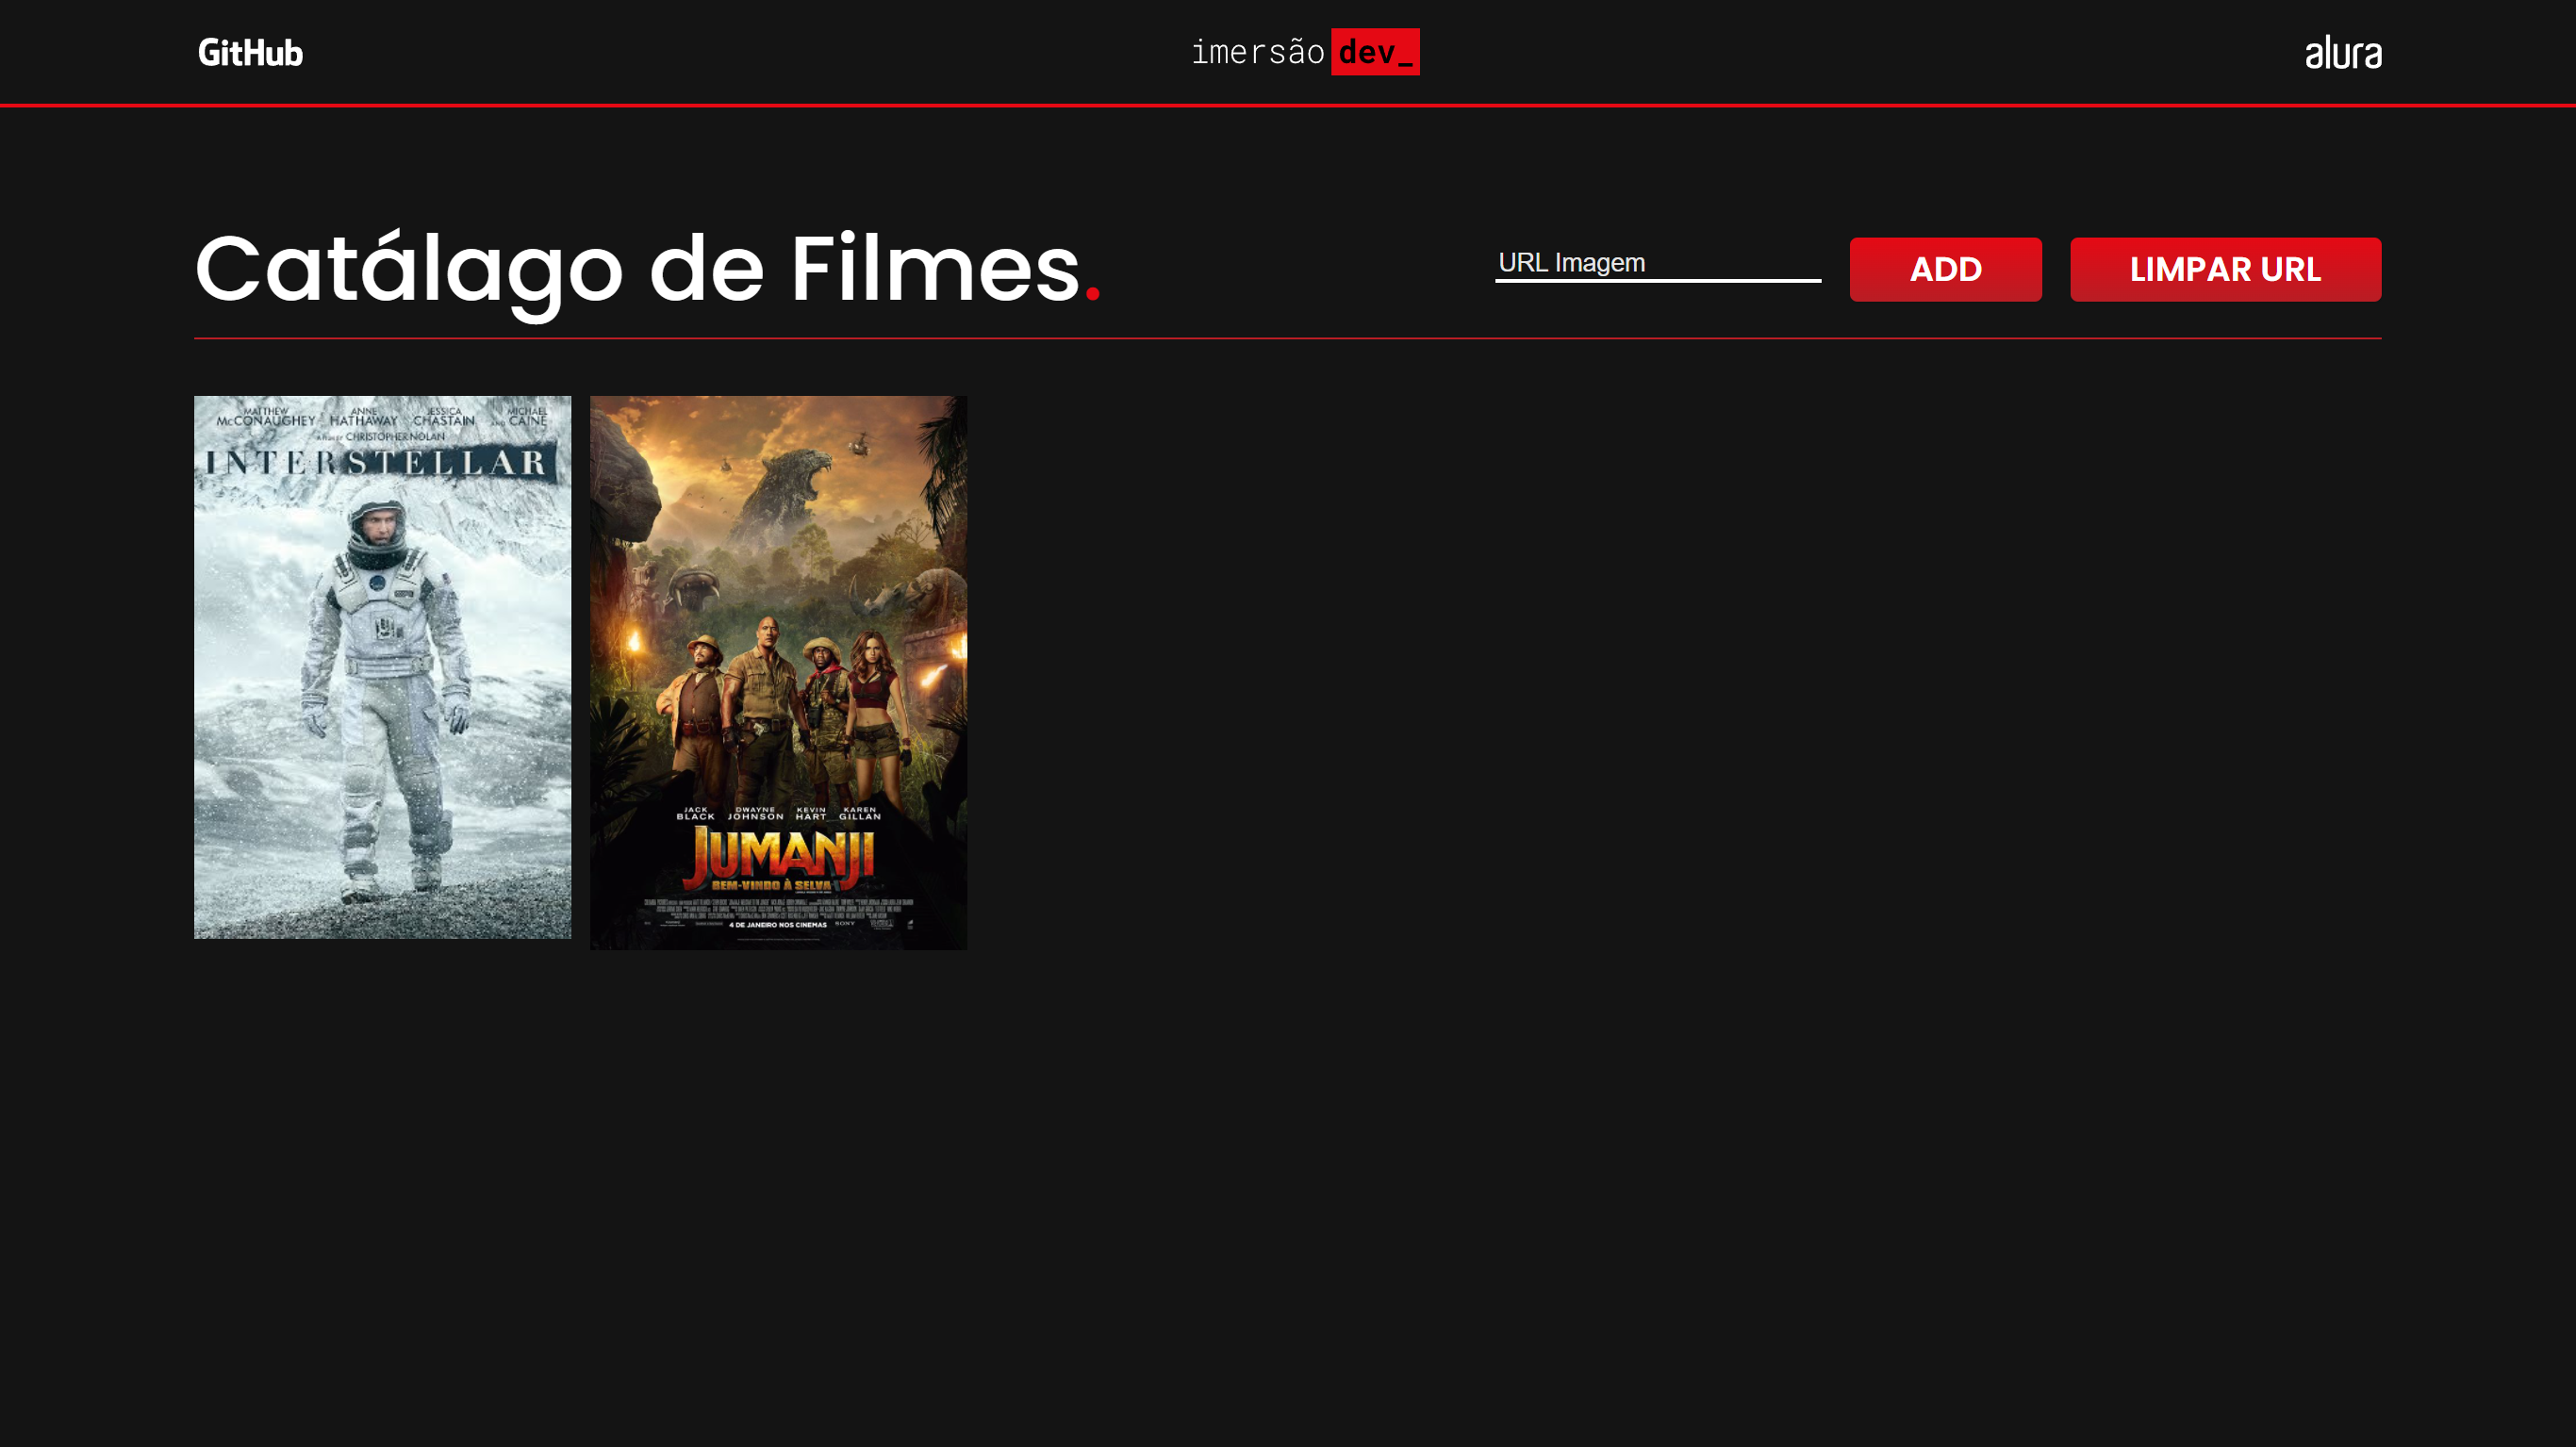 GitHub
imersão dev_
alura
Catálago de Filmes.
URL Imagem
ADD
LIMPAR URL
MATTHEW McCONAUGHEY ANNE HATHAWAY JESSICA CHASTAIN AND MICHAEL CAINE
A FILM BY CHRISTOPHER NOLAN
INTERSTELLAR
JACK BLACK DWAYNE JOHNSON KEVIN HART KAREN GILLAN
JUMANJI
BEM-VINDO À SELVA
4 DE JANEIRO NOS CINEMAS
SONY